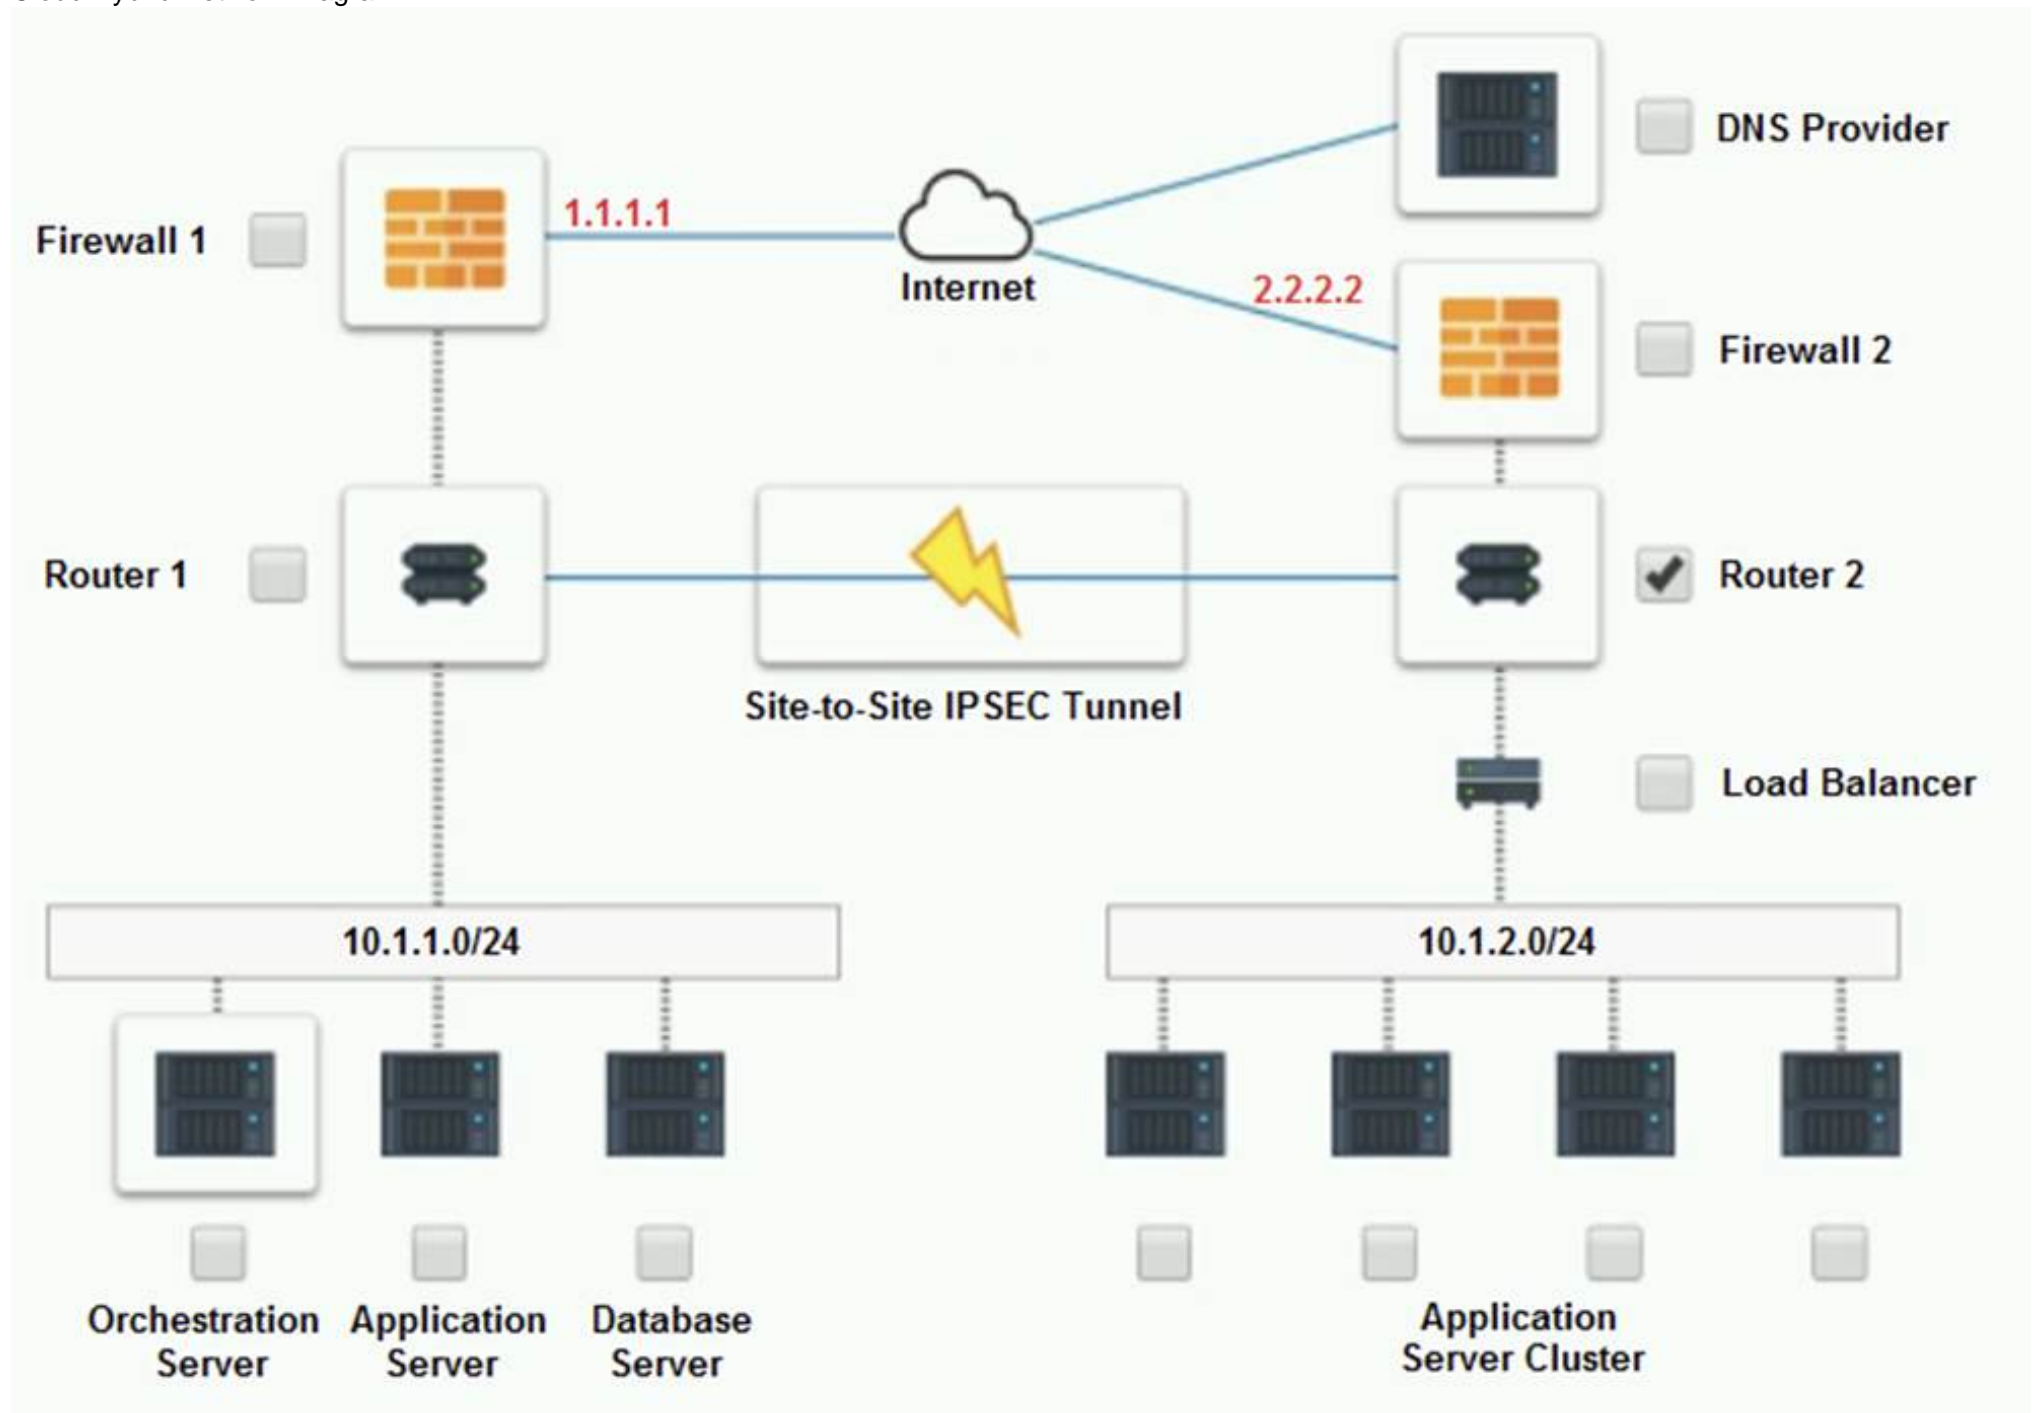 DNS Provider
1.1.1.1
Firewall 1
Internet
2.2.2.2
Firewall 2
Router 1
Router 2
Site-to-Site IPSEC Tunnel
Load Balancer
10.1.1.0/24
10.1.2.0/24
Orchestration
Server
Application
Server
Database
Server
Application
Server Cluster